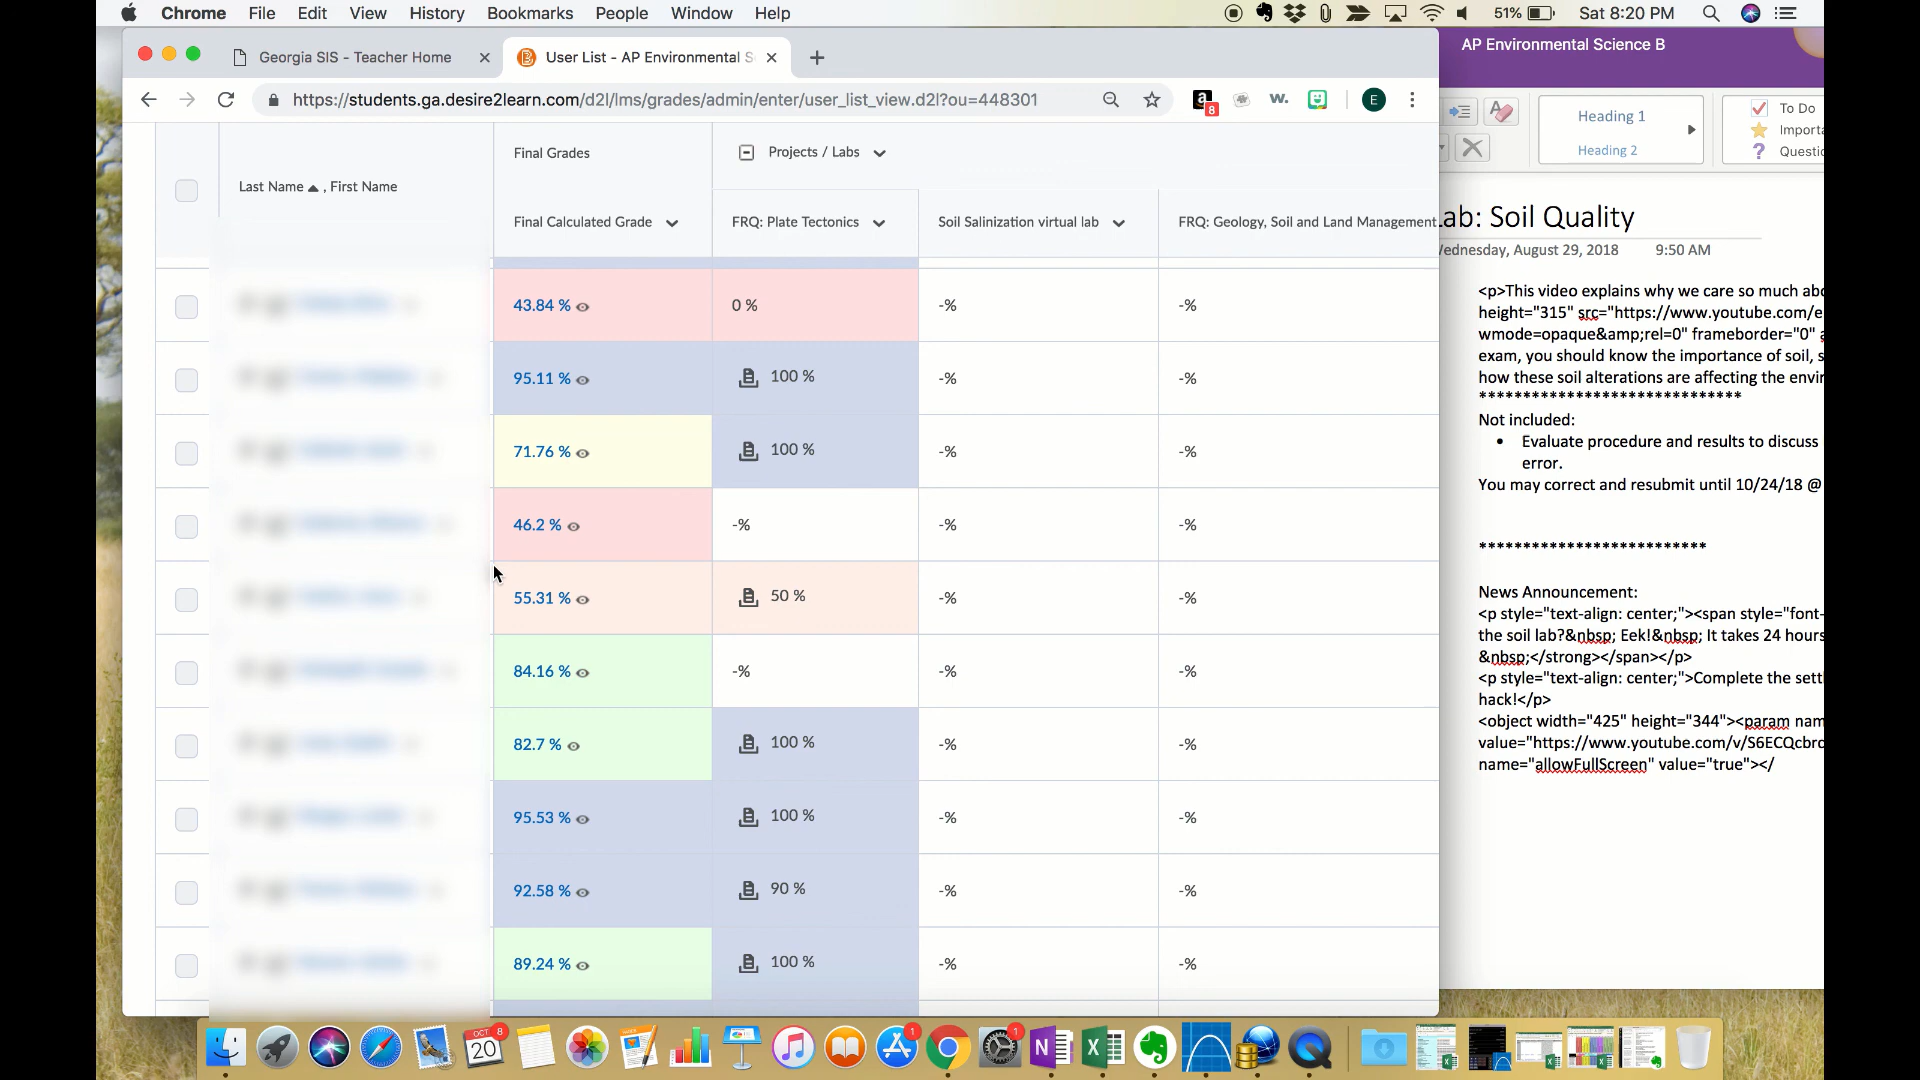 Chrome File Edit View History Bookmarks People Window Help 51% Sat 8:20 PM
Georgia SIS - Teacher Home
User List - AP Environmental S
https://students.ga.desire2learn.com/d2l/lms/grades/admin/enter/user_list_view.d2l?ou=448301
8
w.
E
Final Grades
Projects / Labs
Last Name , First Name
Final Calculated Grade
FRQ: Plate Tectonics
Soil Salinization virtual lab
FRQ: Geology, Soil and Land Management
43.84 % 0 % -% -%
95.11 % 100 % -% -%
71.76 % 100 % -% -%
46.2 % -% -% -%
55.31 % 50 % -% -%
84.16 % -% -% -%
82.7 % 100 % -% -%
95.53 % 100 % -% -%
92.58 % 90 % -% -%
89.24 % 100 % -% -%
AP Environmental Science B
Heading 1
Heading 2
To Do
Importa
Questic
ab: Soil Quality
ednesday, August 29, 2018 9:50 AM
<p>This video explains why we care so much abo
height="315" src="https://www.youtube.com/e
wmode=opaque&amp;rel=0" frameborder="0" a
exam, you should know the importance of soil, s
how these soil alterations are affecting the envir
******************************
Not included:
• Evaluate procedure and results to discuss
error.
You may correct and resubmit until 10/24/18 @
**************************
News Announcement:
<p style="text-align: center;"><span style="font-
the soil lab?&nbsp; Eek!&nbsp; It takes 24 hours
&nbsp;</strong></span></p>
<p style="text-align: center;">Complete the sett
hack!</p>
<object width="425" height="344"><param nam
value="https://www.youtube.com/v/S6ECQcbrc
name="allowFullScreen" value="true"></
OCT 8
20
1
1